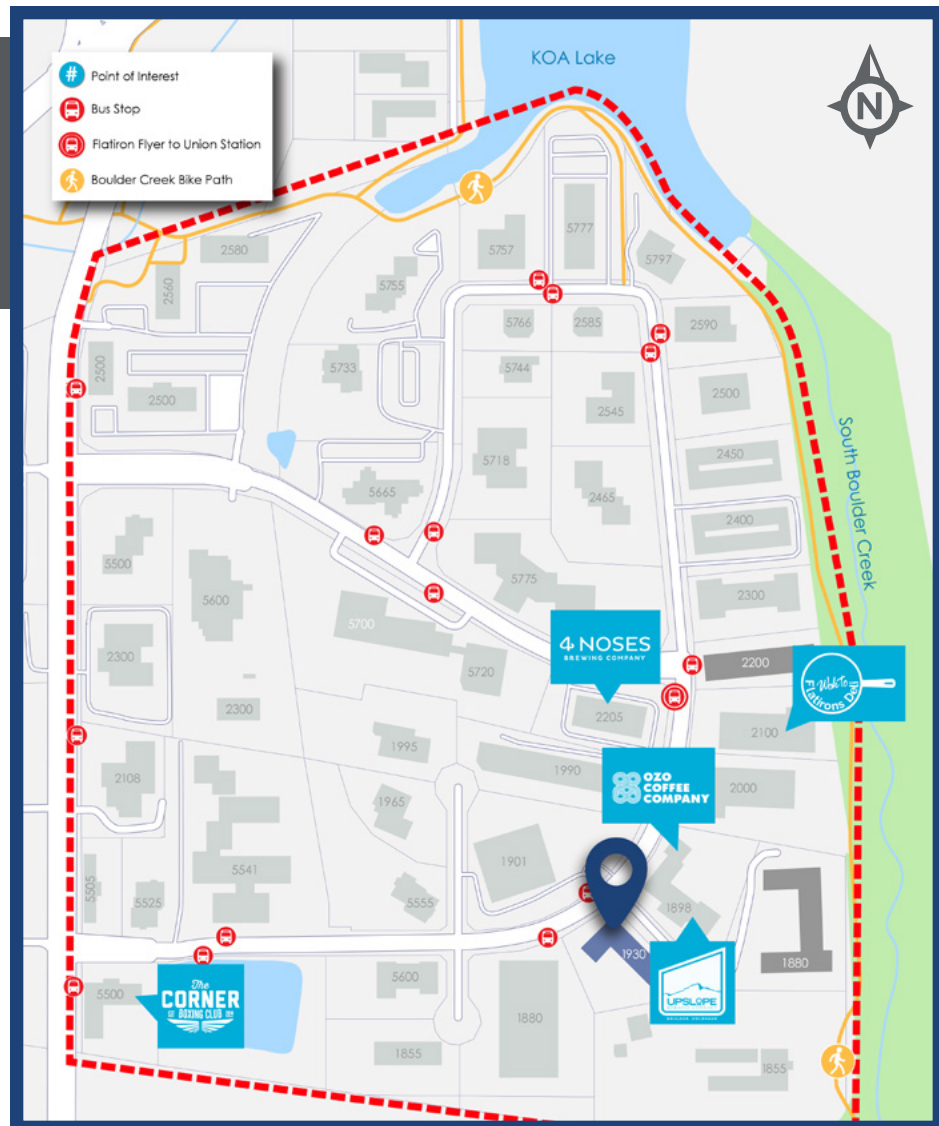 KOA Lake
N
#
Point of Interest
Bus Stop
Flatiron Flyer to Union Station
Boulder Creek Bike Path
2580
2560
5755
5757
5777
5797
2500
2500
5733
5766
2585
2590
5744
2545
2500
5665
5718
2465
2450
South Boulder Creek
2400
5500
5600
5775
2300
2300
5700
5720
4 NOSES
BREWING COMPANY
2200
Wok To
Flatirons Deli
2300
2205
2100
1995
1990
2000
OZO
COFFEE
COMPANY
2108
1965
5505
5525
5541
5555
1901
1898
1930
1880
UPSLOPE
5500
The
CORNER
BOXING CLUB
5600
1880
1855
1855